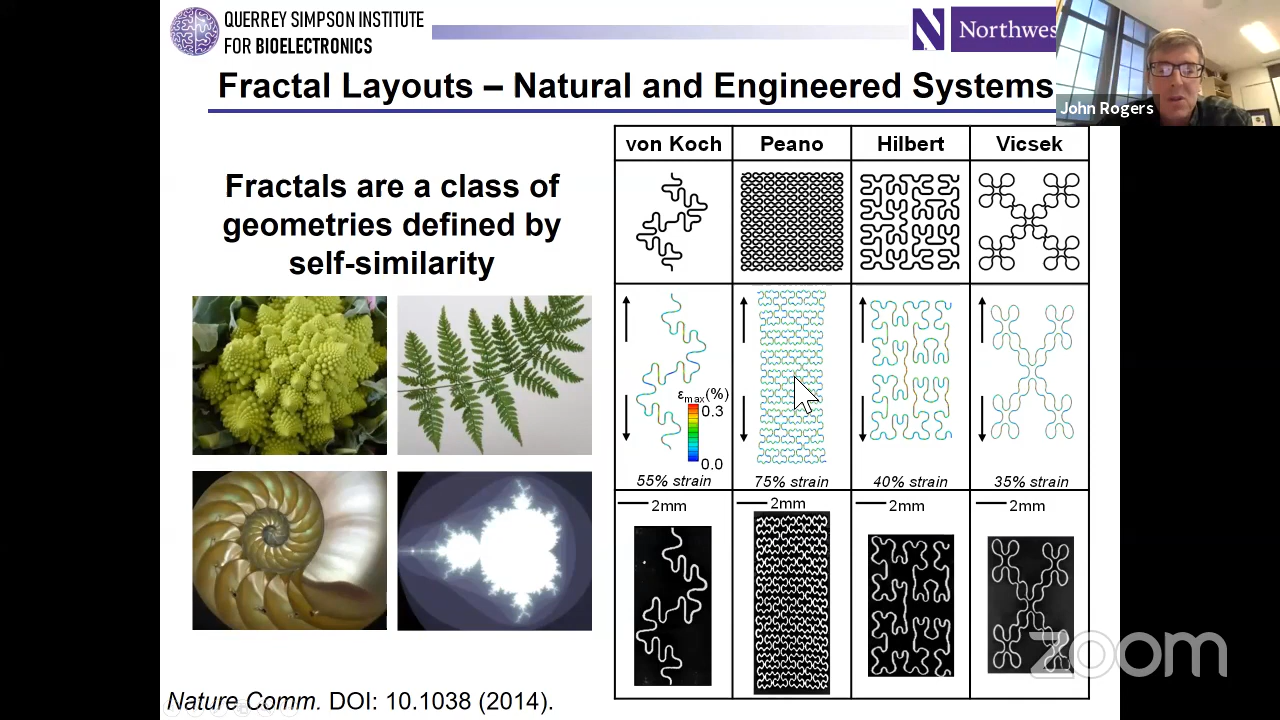 QUERREY SIMPSON INSTITUTE
FOR BIOELECTRONICS
N Northwes
John Rogers
Fractal Layouts – Natural and Engineered Systems
Fractals are a class of
geometries defined by
self-similarity
von Koch Peano Hilbert Vicsek
εmax(%)
0.3
0.0
55% strain 75% strain 40% strain 35% strain
2mm 2mm 2mm 2mm
zoom
Nature Comm. DOI: 10.1038 (2014).